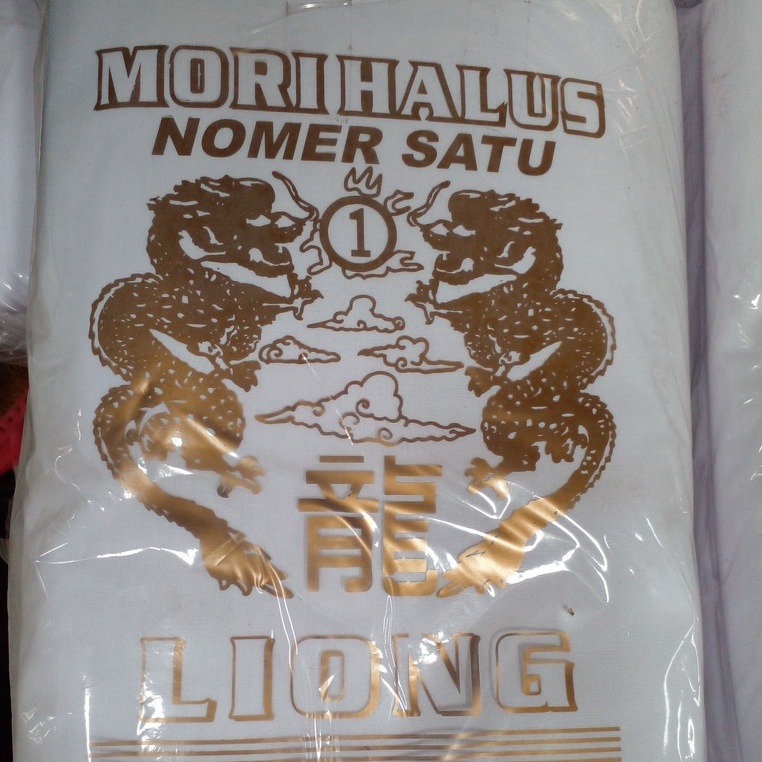 MORI HALUS
NOMER SATU
1
龍
LIONG